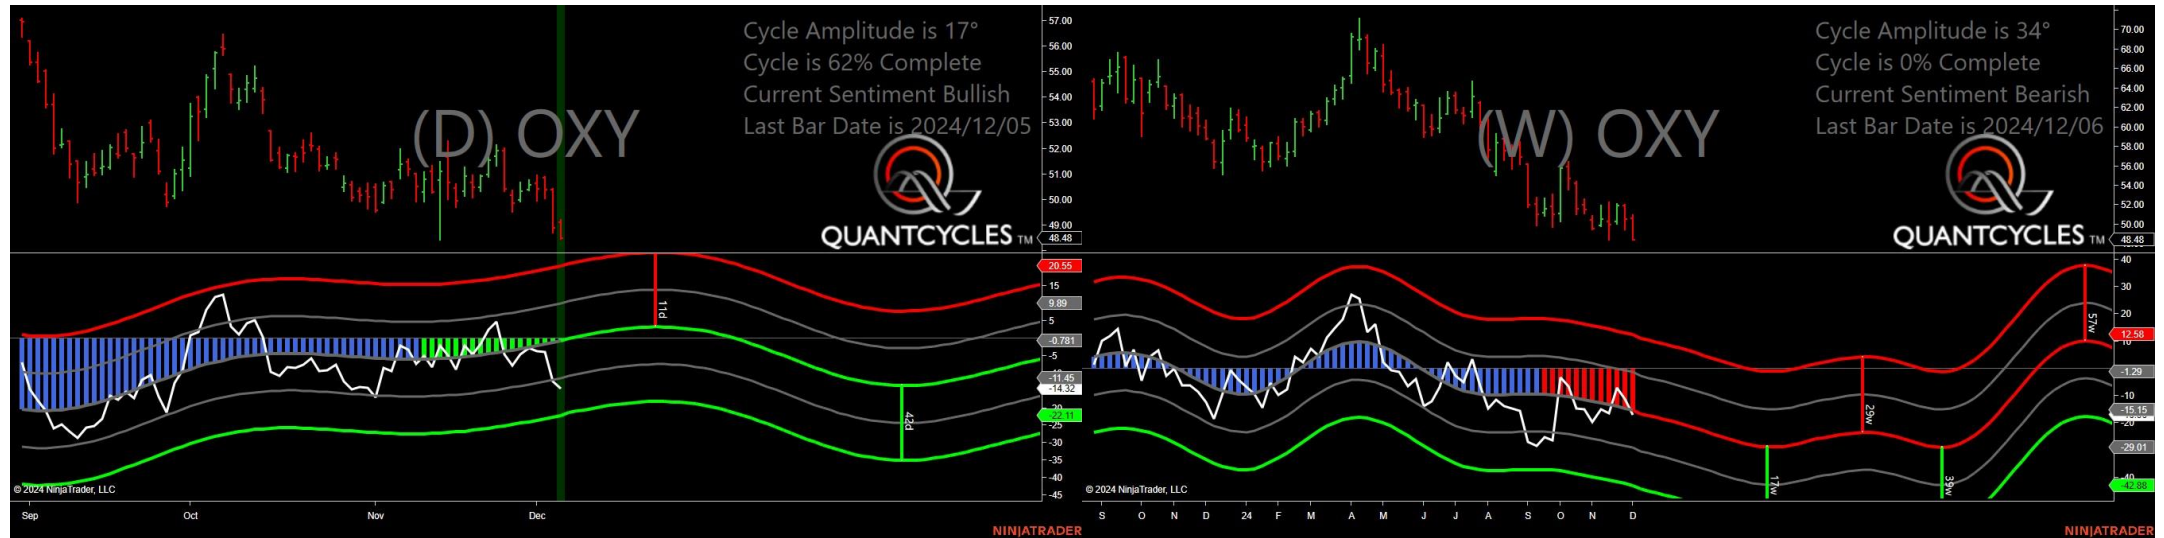 Cycle Amplitude is 17°
Cycle is 62% Complete
Current Sentiment Bullish
Last Bar Date is 2024/12/05
(D) OXY
QUANTCYCLES TM
57.00
56.00
55.00
54.00
53.00
52.00
51.00
50.00
49.00
48.48
20.55
15
9.89
5
-0.781
-5
-11.45
-14.32
-22.11
-25
-30
-35
-40
-45
11d
42d
© 2024 NinjaTrader, LLC
Sep Oct Nov Dec
NINJATRADER
Cycle Amplitude is 34°
Cycle is 0% Complete
Current Sentiment Bearish
Last Bar Date is 2024/12/06
(W) OXY
QUANTCYCLES TM
70.00
68.00
66.00
64.00
62.00
60.00
58.00
56.00
54.00
52.00
50.00
48.48
40
30
20
12.58
-1.29
-10
-15.15
-29.01
-42.88
57w
29w
17w
39w
© 2024 NinjaTrader, LLC
S O N D 24 F M A M J J A S O N D
NINJATRADER